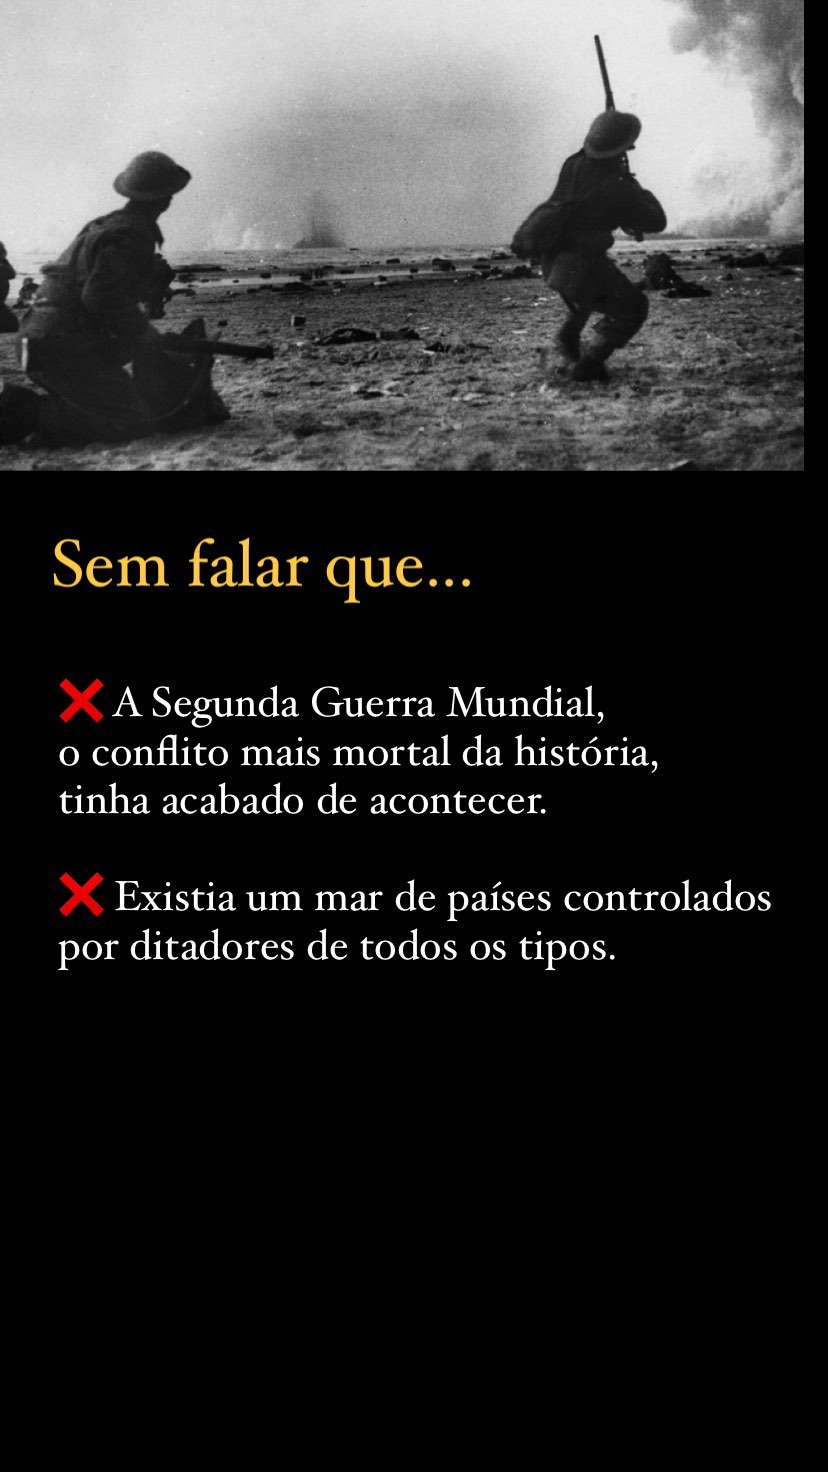 Sem falar que...
❌ A Segunda Guerra Mundial,
o conflito mais mortal da história,
tinha acabado de acontecer.
❌ Existia um mar de países controlados
por ditadores de todos os tipos.